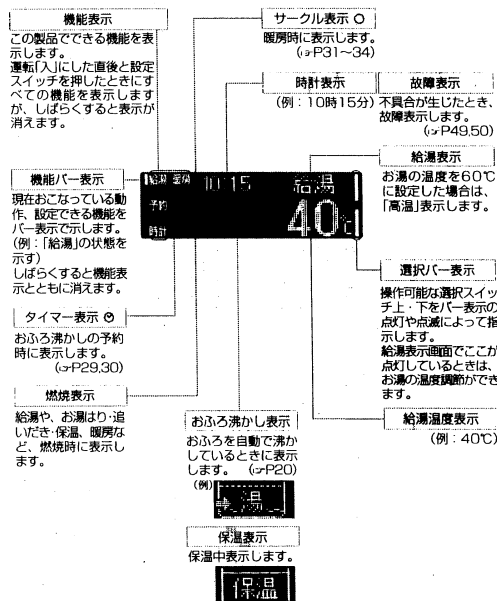 機能表示
この製品でできる機能を表
示します。
運転「入」にした直後と設定
スイッチを押したときにす
べての機能を表示します
が、しばらくすると表示が
消えます。
サークル表示 ○
暖房時に表示します。
(☞P31～34)
時計表示
(例：10時15分)
故障表示
不具合が生じたとき、
故障表示します。
(☞P49,50)
給湯表示
お湯の温度を60℃
に設定した場合は、
「高温」表示します。
機能バー表示
現在おこなっている動
作、設定できる機能を
バー表示で示します。
(例：「給湯」の状態を
示す)
しばらくすると機能表
示とともに消えます。
給湯 暖房 10:15 給湯
予約 40℃
時計
選択バー表示
操作可能な選択スイッ
チ上・下をバー表示の
点灯や点滅によって指
示します。
給湯表示画面でここが
点灯しているときは、
お湯の温度調節ができ
ます。
タイマー表示
おふろ沸かしの予約
時に表示します。
(☞P29,30)
燃焼表示
給湯や、お湯はり・追
いだき・保温、暖房な
ど、燃焼時に表示し
ます。
おふろ沸かし表示
おふろを自動で沸か
しているときに表示
します。 (☞P20)
(例)
湯
給湯温度表示
(例：40℃)
保温表示
保温中表示します。
保温